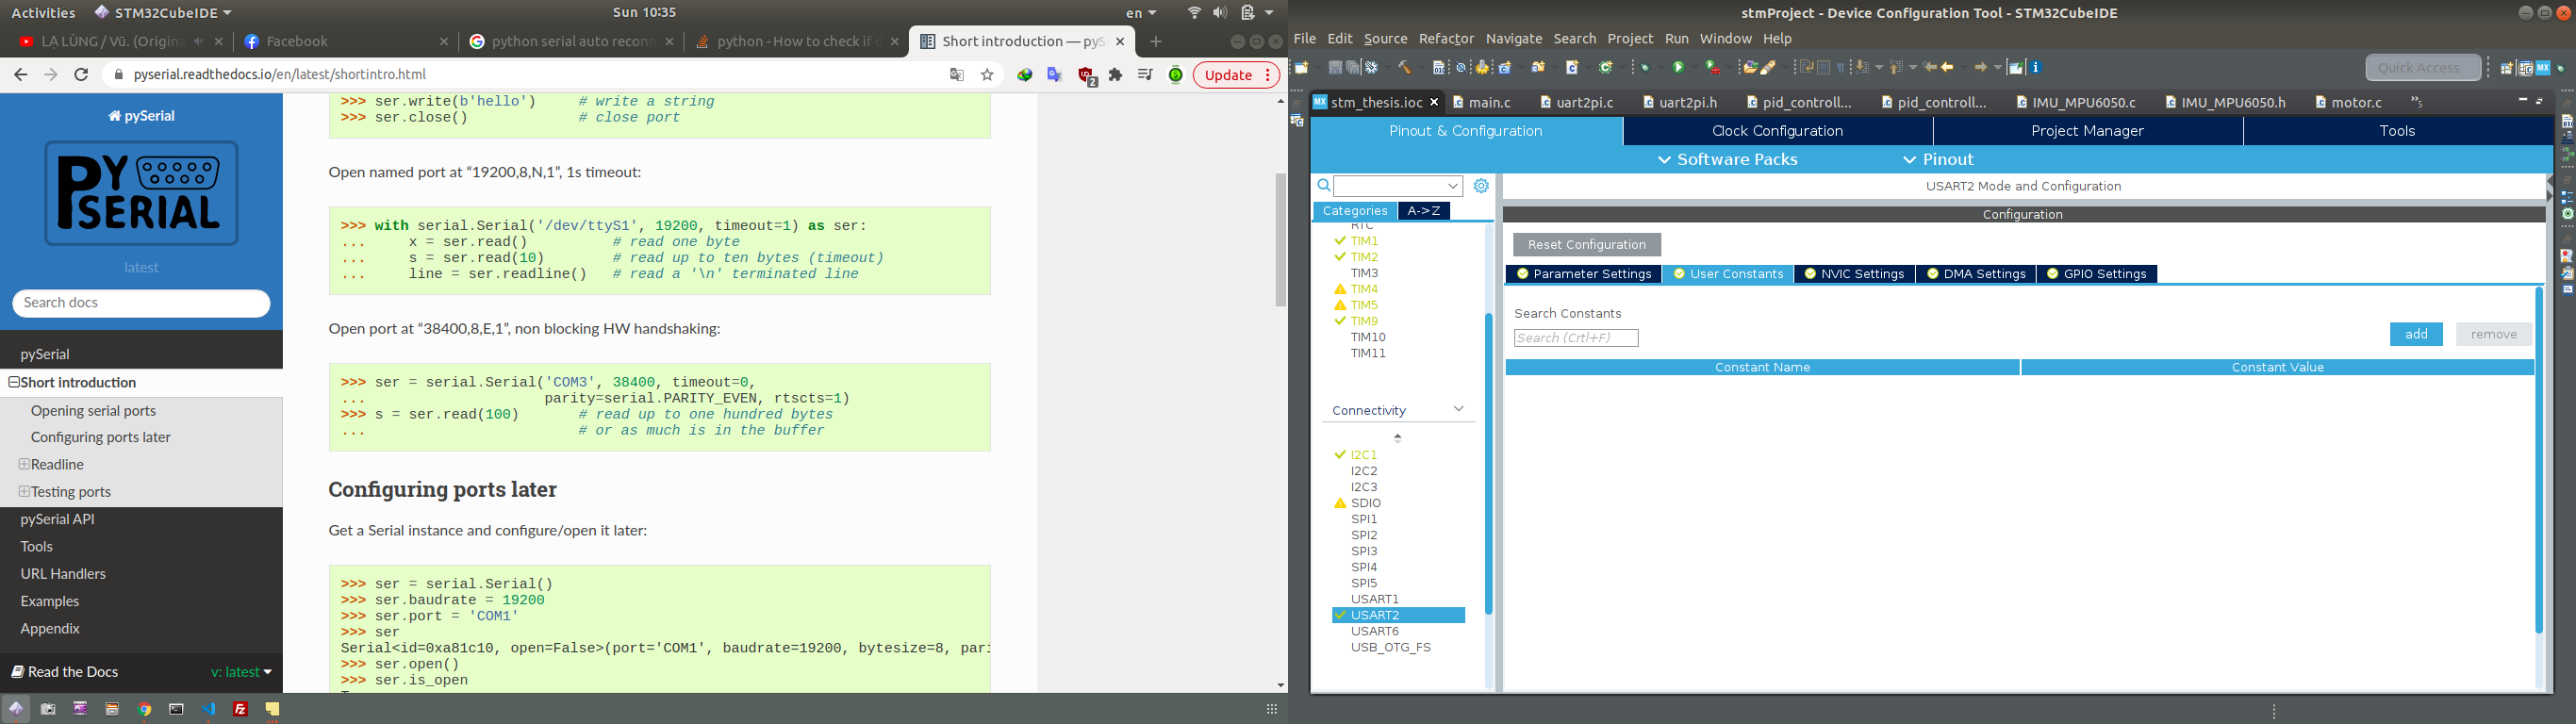 Activities
STM32CubeIDE
Sun 10:35
en
LẠ LÙNG / Vũ. (Origina
Facebook
python serial auto reconn
python - How to check if
Short introduction — pyS
pyserial.readthedocs.io/en/latest/shortintro.html
2
Update
pySerial
PY
SERIAL
latest
Search docs
pySerial
Short introduction
Opening serial ports
Configuring ports later
Readline
Testing ports
pySerial API
Tools
URL Handlers
Examples
Appendix
Read the Docs
v: latest
>>> ser.write(b'hello')     # write a string
>>> ser.close()             # close port
Open named port at “19200,8,N,1”, 1s timeout:
>>> with serial.Serial('/dev/ttyS1', 19200, timeout=1) as ser:
...     x = ser.read()          # read one byte
...     s = ser.read(10)        # read up to ten bytes (timeout)
...     line = ser.readline()   # read a '\n' terminated line
Open port at “38400,8,E,1”, non blocking HW handshaking:
>>> ser = serial.Serial('COM3', 38400, timeout=0,
...                     parity=serial.PARITY_EVEN, rtscts=1)
>>> s = ser.read(100)       # read up to one hundred bytes
...                         # or as much is in the buffer
Configuring ports later
Get a Serial instance and configure/open it later:
>>> ser = serial.Serial()
>>> ser.baudrate = 19200
>>> ser.port = 'COM1'
>>> ser
Serial<id=0xa81c10, open=False>(port='COM1', baudrate=19200, bytesize=8, pari
>>> ser.open()
>>> ser.is_open
stmProject - Device Configuration Tool - STM32CubeIDE
File Edit Source Refactor Navigate Search Project Run Window Help
Quick Access
stm_thesis.ioc
main.c
uart2pi.c
uart2pi.h
pid_controll...
pid_controll...
IMU_MPU6050.c
IMU_MPU6050.h
motor.c
»5
Pinout & Configuration
Clock Configuration
Project Manager
Tools
Software Packs
Pinout
Categories
A->Z
RTC
TIM1
TIM2
TIM3
TIM4
TIM5
TIM9
TIM10
TIM11
Connectivity
I2C1
I2C2
I2C3
SDIO
SPI1
SPI2
SPI3
SPI4
SPI5
USART1
USART2
USART6
USB_OTG_FS
USART2 Mode and Configuration
Configuration
Reset Configuration
Parameter Settings
User Constants
NVIC Settings
DMA Settings
GPIO Settings
Search Constants
Search (Crtl+F)
add
remove
Constant Name
Constant Value